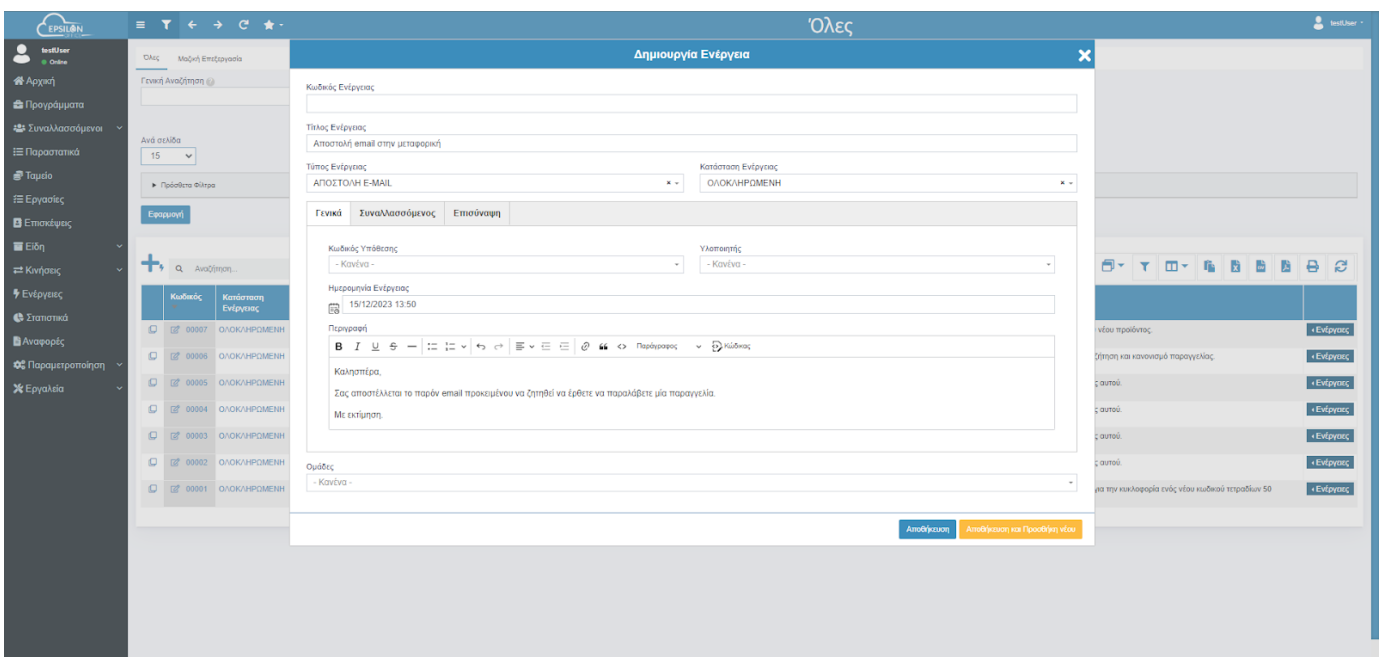 EPSILON
Όλες
testUser
testUser
Online
Αρχική
Προγράμματα
Συναλλασσόμενοι
Παραστατικά
Ταμείο
Εργασίες
Επισκέψεις
Είδη
Κινήσεις
Ενέργειες
Στατιστικά
Αναφορές
Παραμετροποίηση
Εργαλεία
Όλες Μαζική Επεξεργασία
Γενική Αναζήτηση
Ανά σελίδα
15
Πρόσθετα Φίλτρα
Εφαρμογή
Αναζήτηση...
Κωδικός Κατάσταση Ενέργειας
00007 ΟΛΟΚΛΗΡΩΜΕΝΗ νέου προϊόντος. Ενέργειες
00006 ΟΛΟΚΛΗΡΩΜΕΝΗ ζήτηση και κανονισμό παραγγελίας. Ενέργειες
00005 ΟΛΟΚΛΗΡΩΜΕΝΗ ς αυτού. Ενέργειες
00004 ΟΛΟΚΛΗΡΩΜΕΝΗ ς αυτού. Ενέργειες
00003 ΟΛΟΚΛΗΡΩΜΕΝΗ ς αυτού. Ενέργειες
00002 ΟΛΟΚΛΗΡΩΜΕΝΗ ς αυτού. Ενέργειες
00001 ΟΛΟΚΛΗΡΩΜΕΝΗ για την κυκλοφορία ενός νέου κωδικού τετραδίων 50 Ενέργειες
Δημιουργία Ενέργεια
Κωδικός Ενέργειας
Τίτλος Ενέργειας
Αποστολή email στην μεταφορική
Τύπος Ενέργειας Κατάσταση Ενέργειας
ΑΠΟΣΤΟΛΗ E-MAIL ΟΛΟΚΛΗΡΩΜΕΝΗ
Γενικά Συναλλασσόμενος Επισύναψη
Κωδικός Υπόθεσης Υλοποιητής
- Κανένα - - Κανένα -
Ημερομηνία Ενέργειας
15/12/2023 13:50
Περιγραφή
B I U S Παράγραφος Κώδικας
Καλησπέρα,
Σας αποστέλλεται το παρόν email προκειμένου να ζητηθεί να έρθετε να παραλάβετε μία παραγγελία.
Με εκτίμηση.
Ομάδες
- Κανένα -
Αποθήκευση Αποθήκευση και Προσθήκη νέου